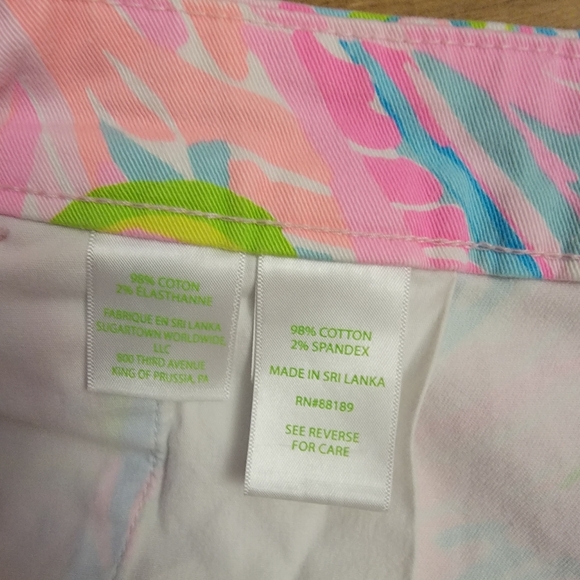 98% COTON
2% ELASTHANNE
FABRIQUE EN SRI LANKA
SUGARTOWN WORLDWIDE,
LLC
800 THIRD AVENUE
KING OF PRUSSIA, PA
98% COTTON
2% SPANDEX
MADE IN SRI LANKA
RN#88189
SEE REVERSE
FOR CARE